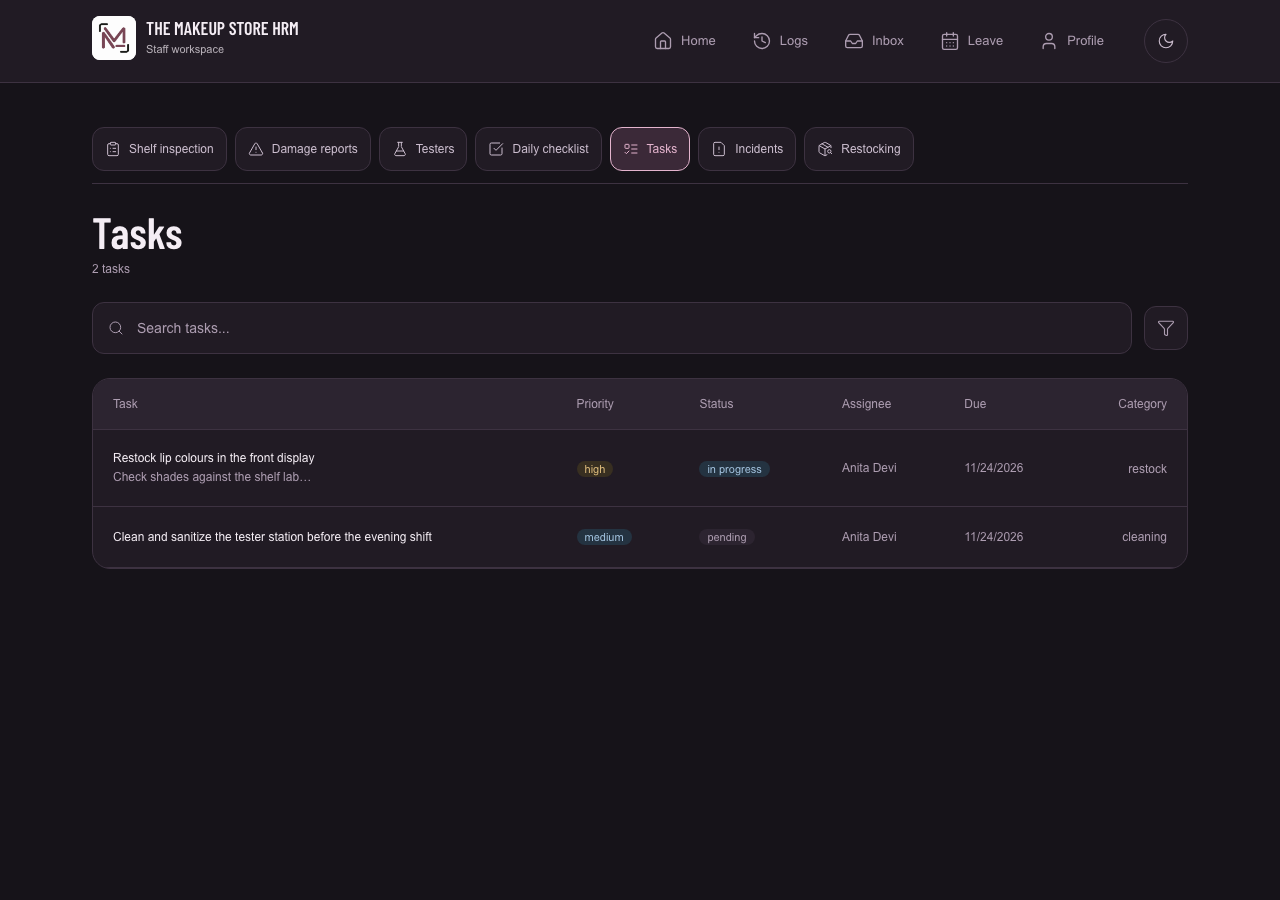 THE MAKEUP STORE HRM
Staff workspace
Home
Logs
Inbox
Leave
Profile
Shelf inspection
Damage reports
Testers
Daily checklist
Tasks
Incidents
Restocking
Tasks
2 tasks
Search tasks...
Task Priority Status Assignee Due Category
Restock lip colours in the front display
Check shades against the shelf lab…
high in progress Anita Devi 11/24/2026 restock
Clean and sanitize the tester station before the evening shift medium pending Anita Devi 11/24/2026 cleaning